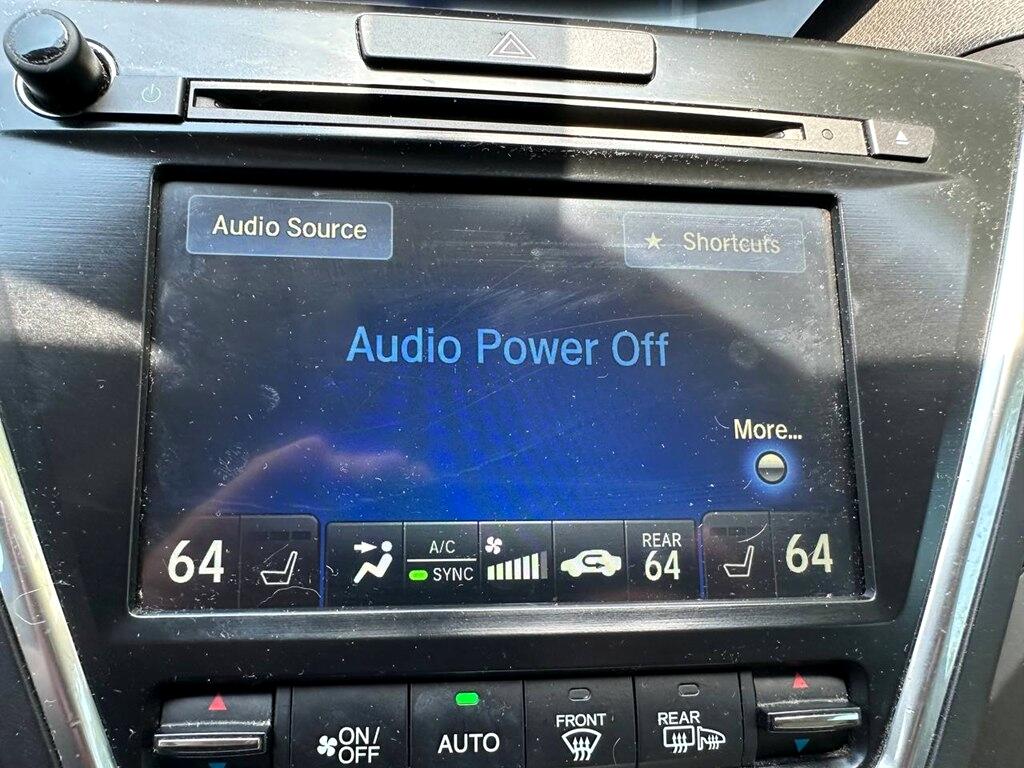 Audio Source
★ Shortcuts
Audio Power Off
More...
64
A/C
SYNC
REAR
64
64
ON/
OFF
AUTO
FRONT
REAR